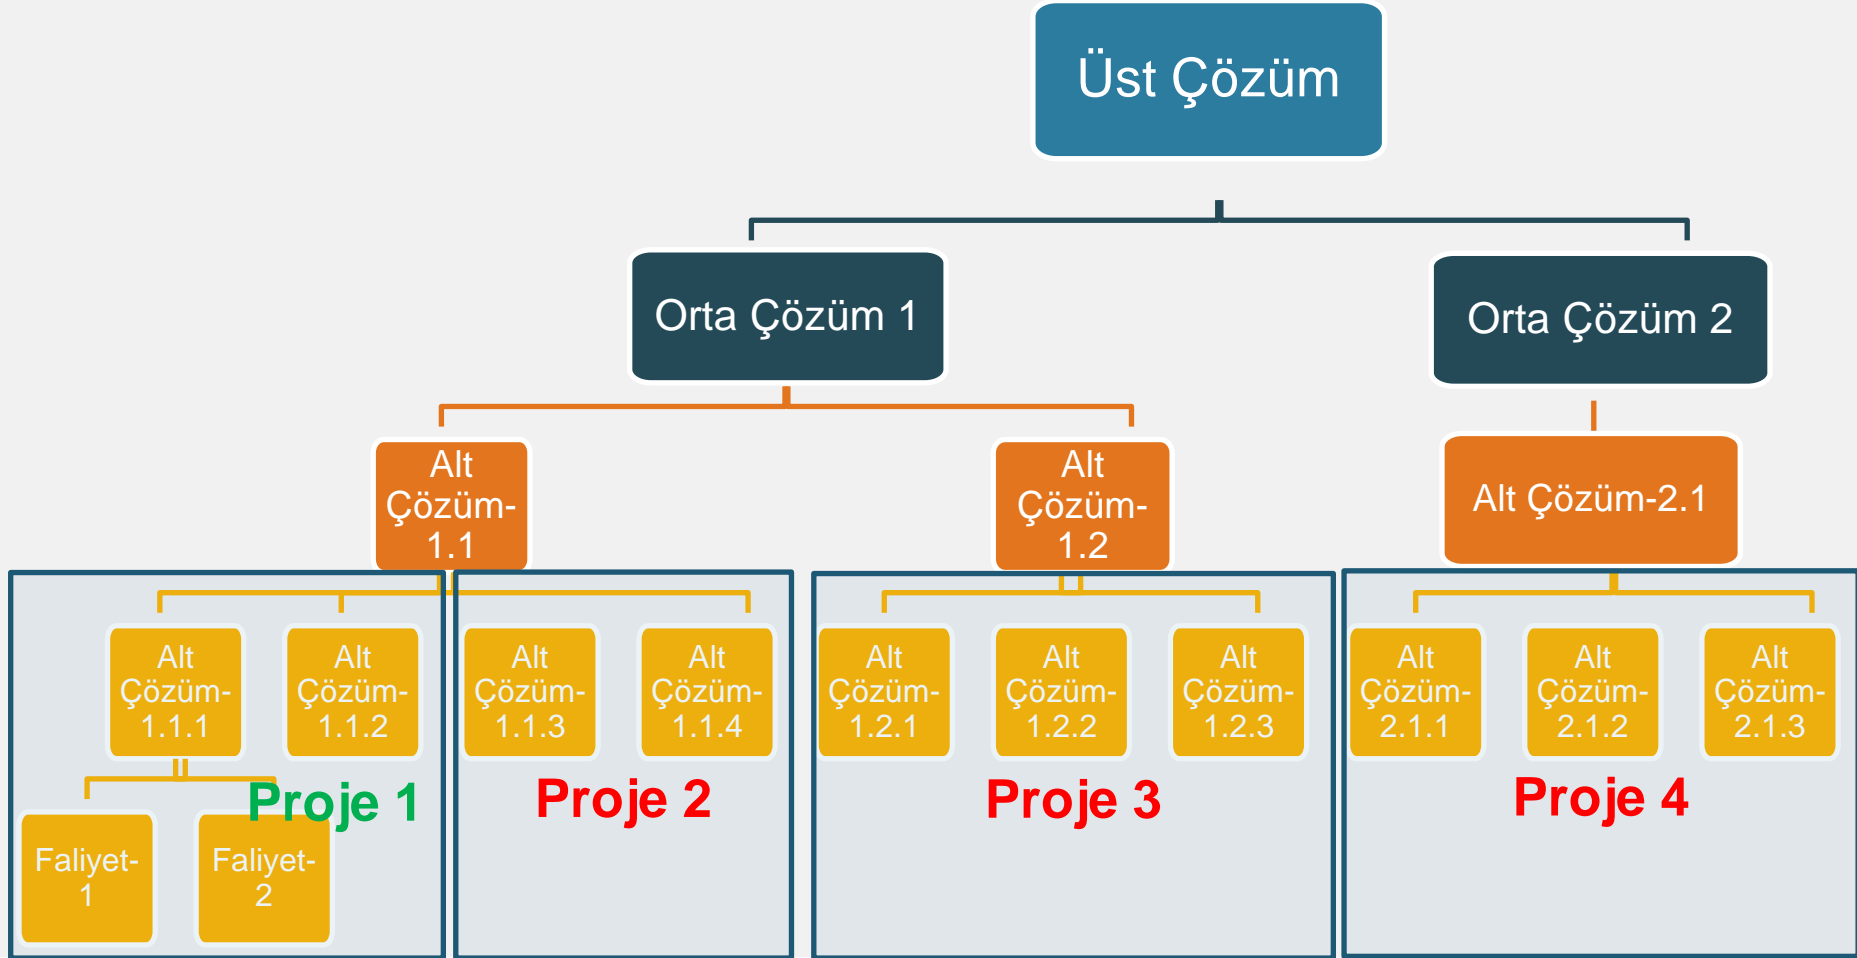 Üst Çözüm
Orta Çözüm 1
Orta Çözüm 2
Alt
Çözüm-
1.1
Alt
Çözüm-
1.2
Alt Çözüm-2.1
Alt
Çözüm-
1.1.1
Alt
Çözüm-
1.1.2
Alt
Çözüm-
1.1.3
Alt
Çözüm-
1.1.4
Alt
Çözüm-
1.2.1
Alt
Çözüm-
1.2.2
Alt
Çözüm-
1.2.3
Alt
Çözüm-
2.1.1
Alt
Çözüm-
2.1.2
Alt
Çözüm-
2.1.3
Proje 1
Proje 2
Proje 3
Proje 4
Faliyet-
1
Faliyet-
2